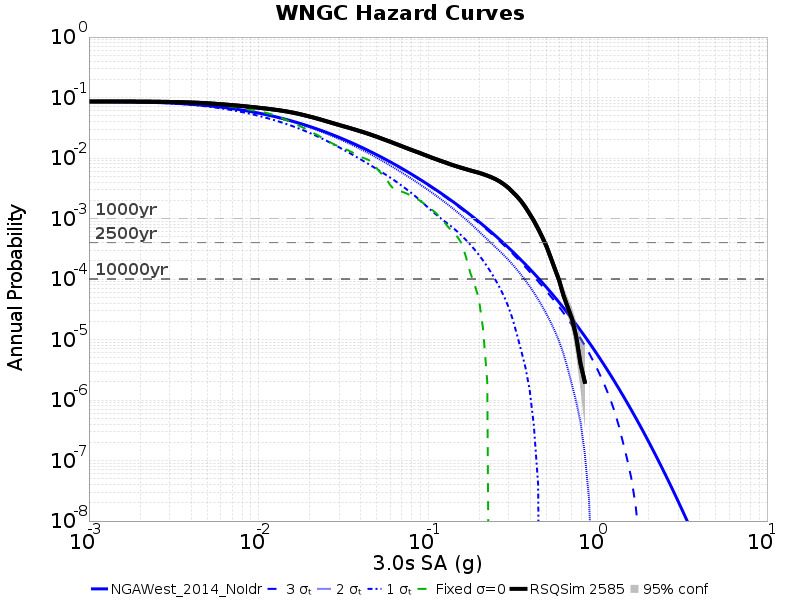 WNGC Hazard Curves
10^0
10^-1
10^-2
10^-3
10^-4
10^-5
10^-6
10^-7
10^-8
1000yr
2500yr
10000yr
Annual Probability
10^-3
10^-2
10^-1
10^0
10^1
3.0s SA (g)
NGAWest_2014_NoIdr 3 σₜ 2 σₜ 1 σₜ Fixed σ=0 RSQSim 2585 95% conf